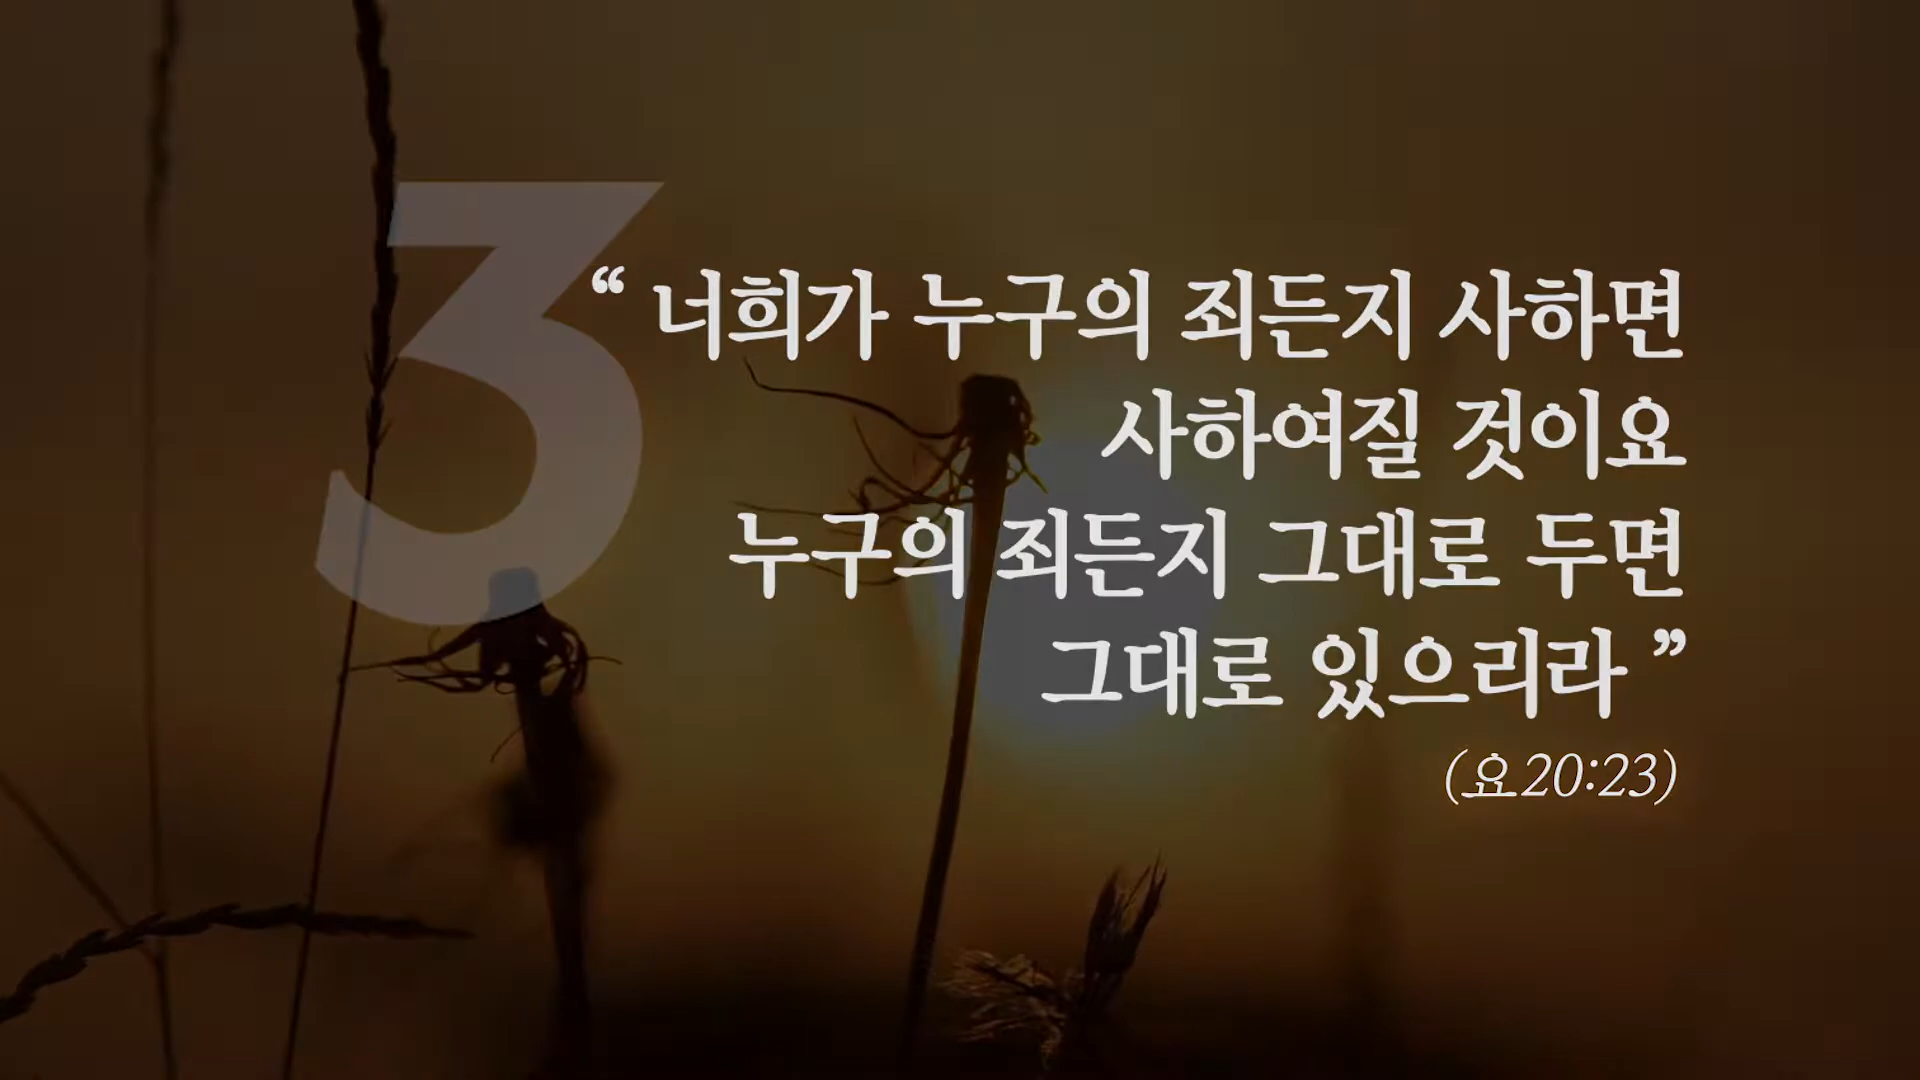 3
“ 너희가 누구의 죄든지 사하면
사하여질 것이요
누구의 죄든지 그대로 두면
그대로 있으리라 ”
(요20:23)